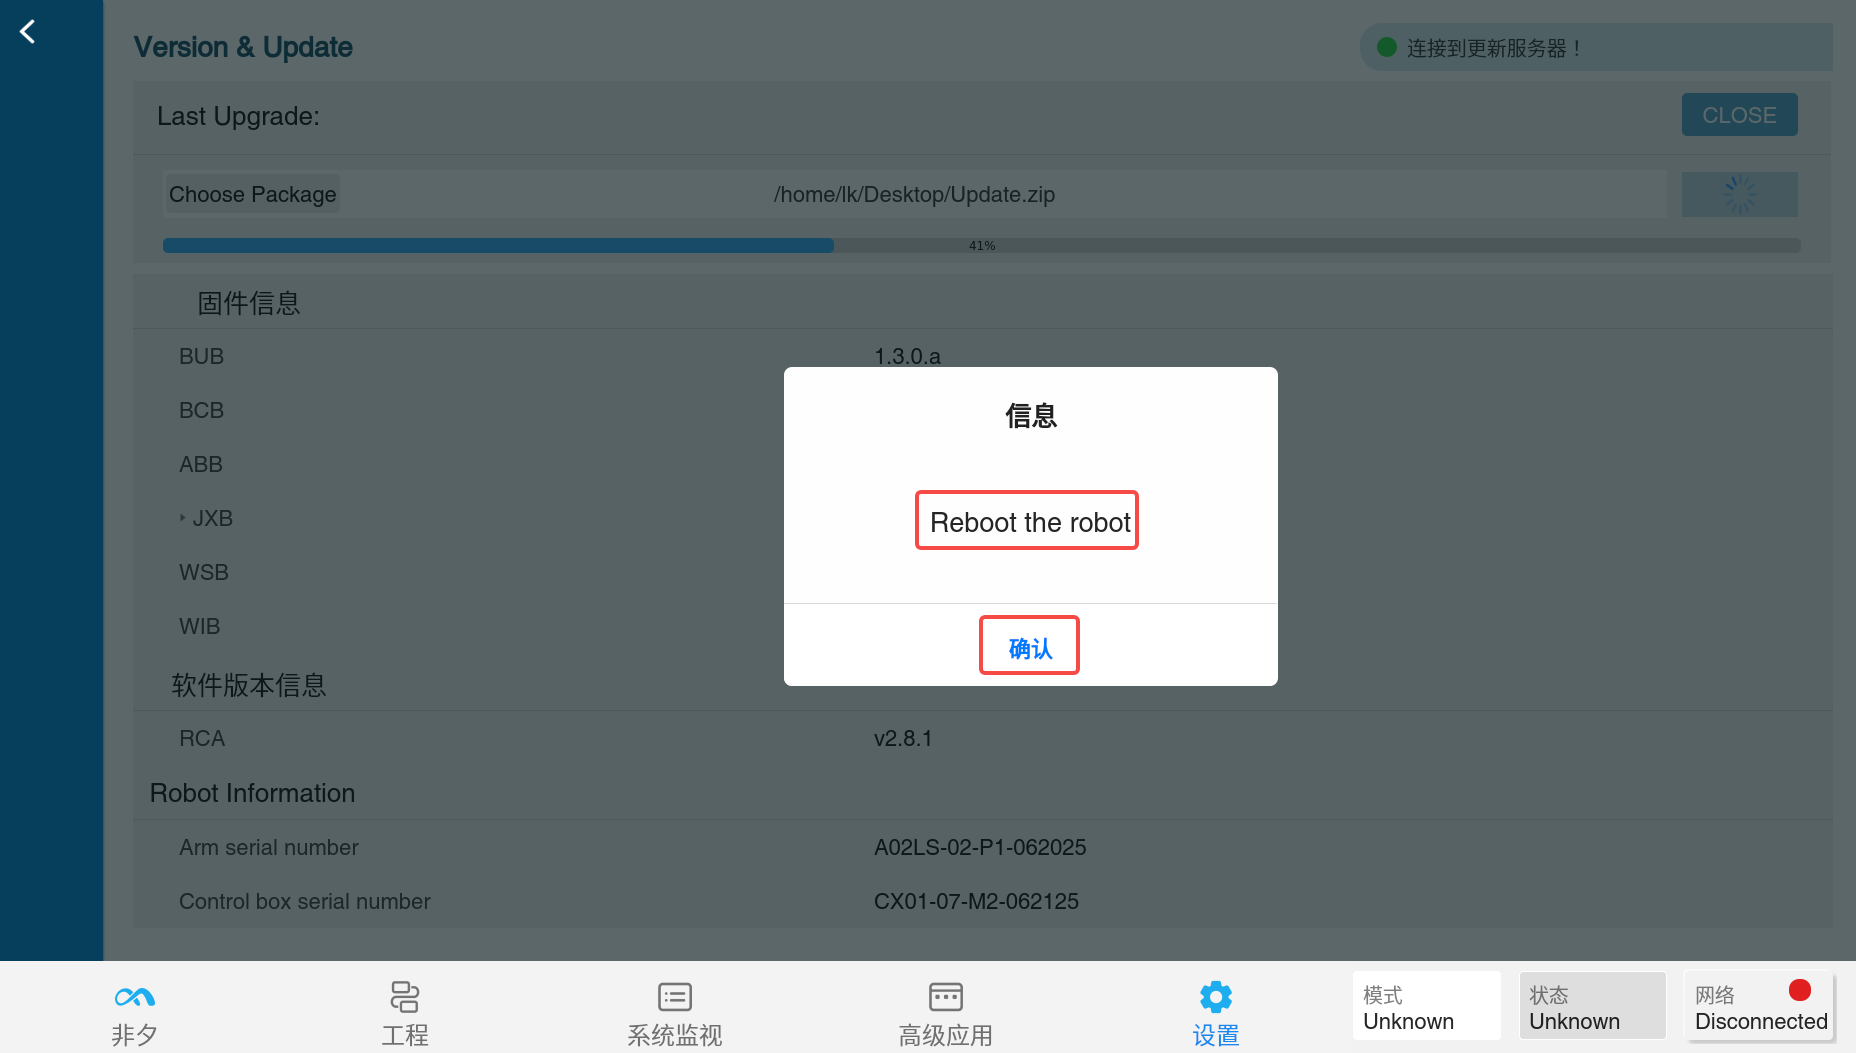 Version & Update
连接到更新服务器！
Last Upgrade:
CLOSE
Choose Package
/home/lk/Desktop/Update.zip
41%
固件信息
BUB
1.3.0.a
BCB
ABB
JXB
WSB
WIB
信息
Reboot the robot
确认
软件版本信息
RCA
v2.8.1
Robot Information
Arm serial number
A02LS-02-P1-062025
Control box serial number
CX01-07-M2-062125
非夕
工程
系统监视
高级应用
设置
模式
Unknown
状态
Unknown
网络
Disconnected